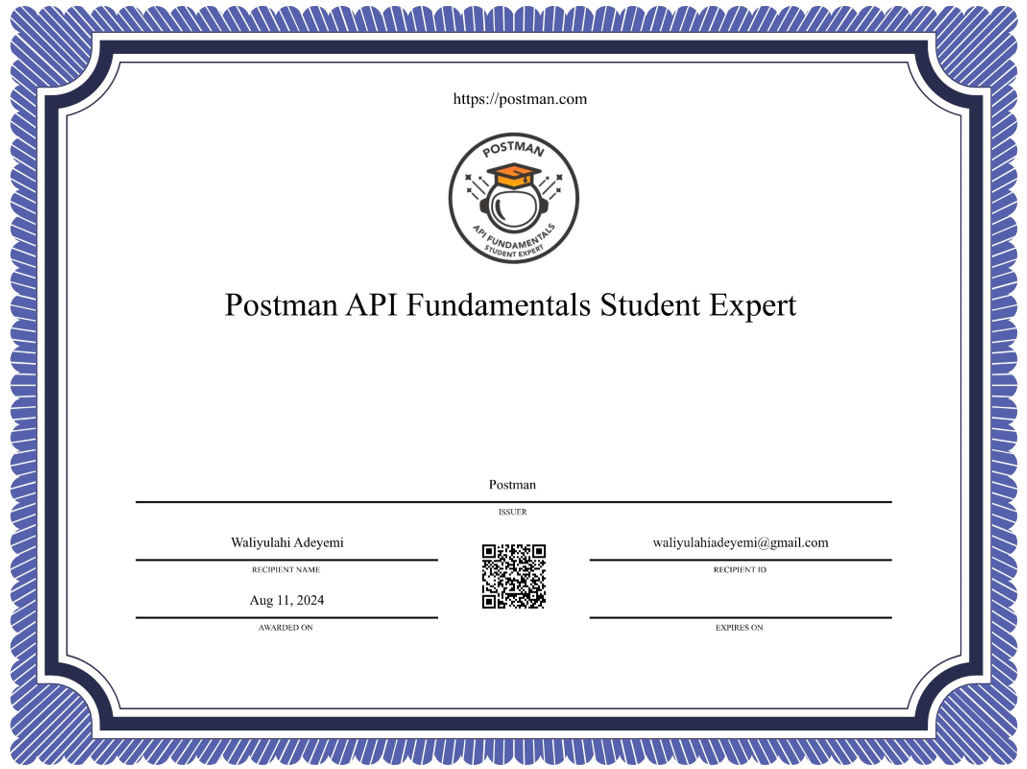 https://postman.com
POSTMAN
API FUNDAMENTALS
STUDENT EXPERT
Postman API Fundamentals Student Expert
Postman
ISSUER
Waliyulahi Adeyemi
RECIPIENT NAME
waliyulahiadeyemi@gmail.com
RECIPIENT ID
Aug 11, 2024
AWARDED ON
EXPIRES ON